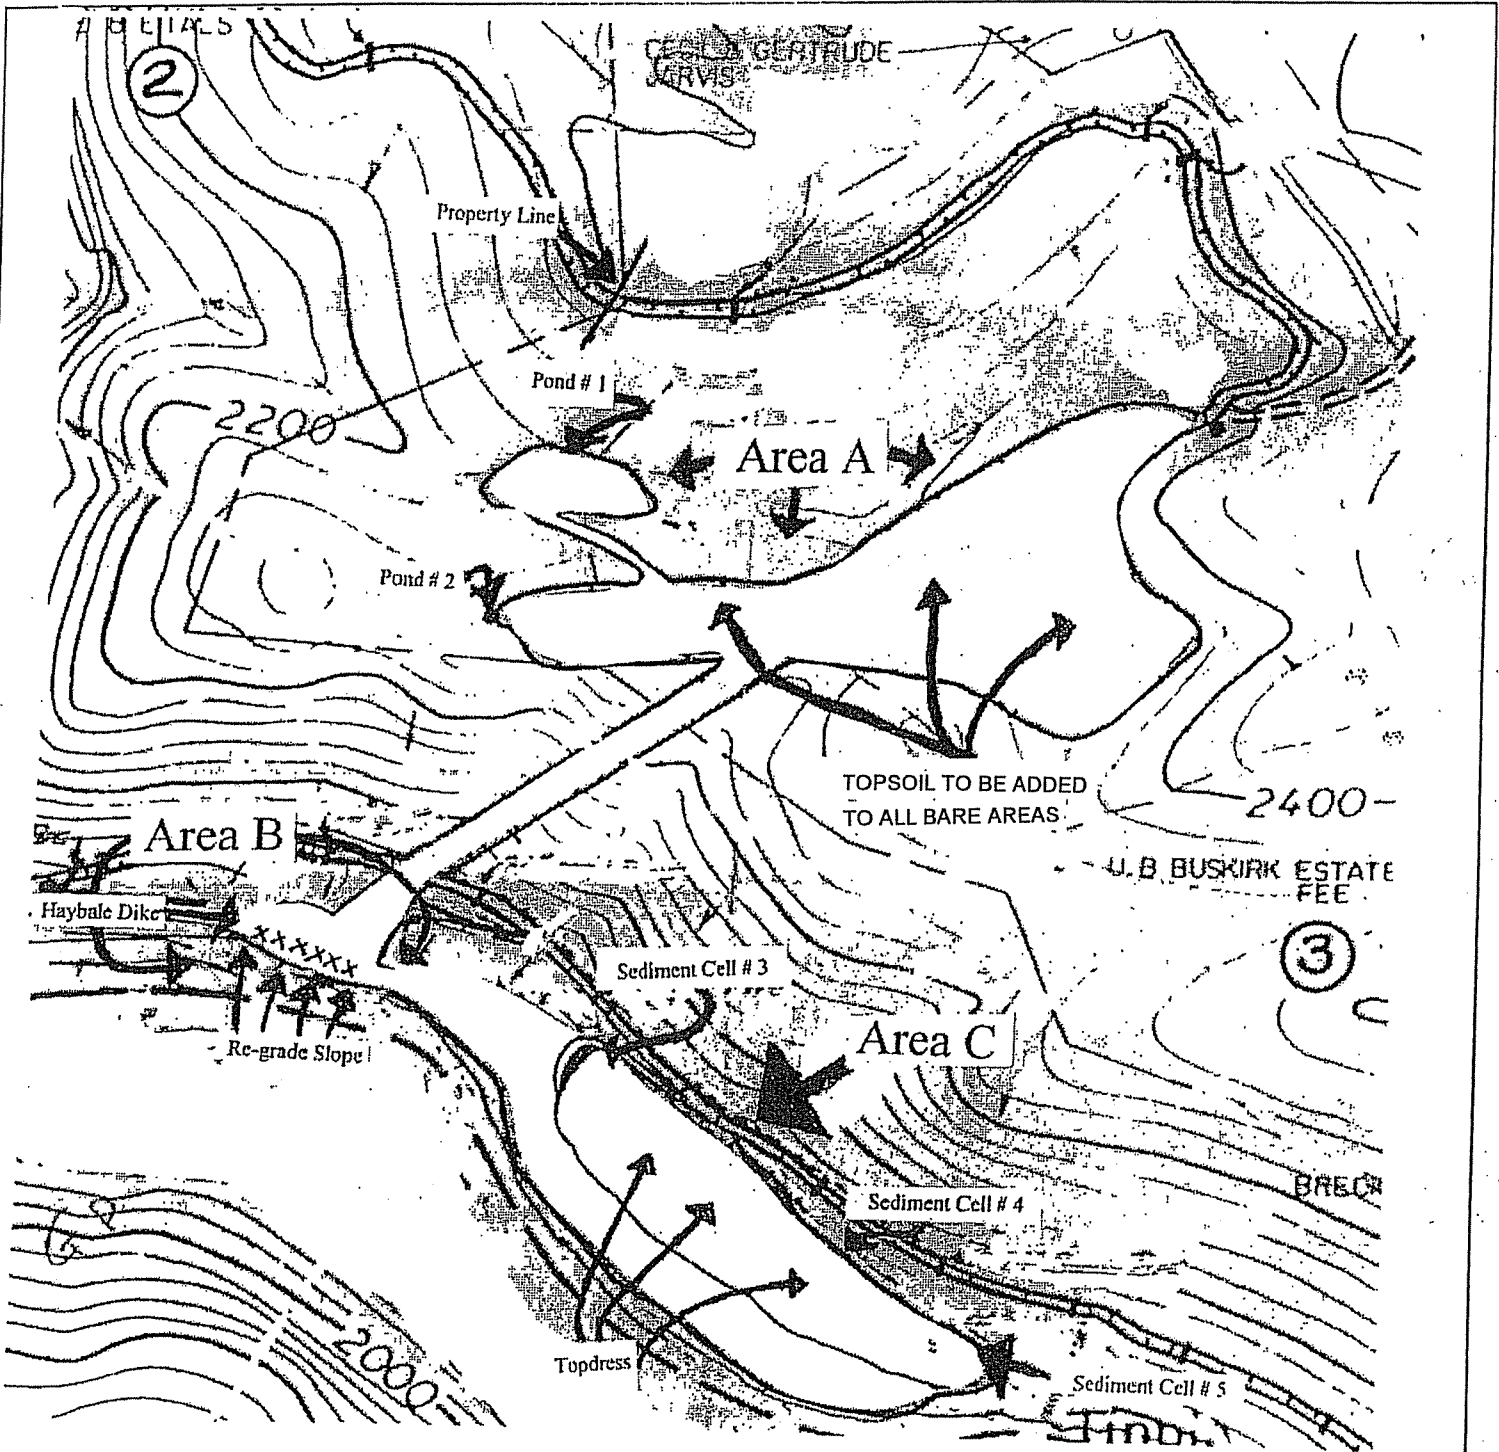 2
GERTRUDE
JARVIS
Property Line
Pond # 1
2200
Area A
Pond # 2
TOPSOIL TO BE ADDED
TO ALL BARE AREAS
2400
Area B
U.B BUSKIRK ESTATE
FEE
Haybale Dike
xxxxxx
3
Sediment Cell # 3
Area C
Re-grade Slope
Sediment Cell # 4
2000
Topdress
Sediment Cell # 5